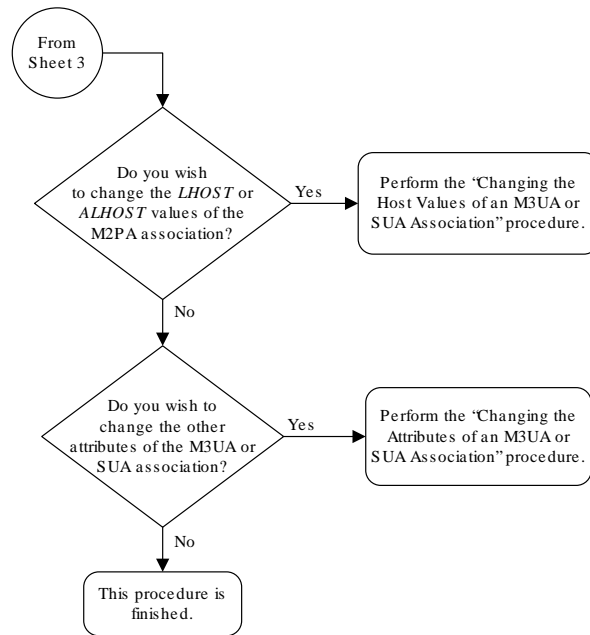 From
Sheet 3
Do you wish
to change the LHOST or
ALHOST values of the
M2PA association?
Yes
Perform the “Changing the
Host Values of an M3UA or
SUA Association” procedure.
No
Do you wish to
change the other
attributes of the M3UA or
SUA association?
Yes
Perform the “Changing the
Attributes of an M3UA or
SUA Association” procedure.
No
This procedure is
finished.